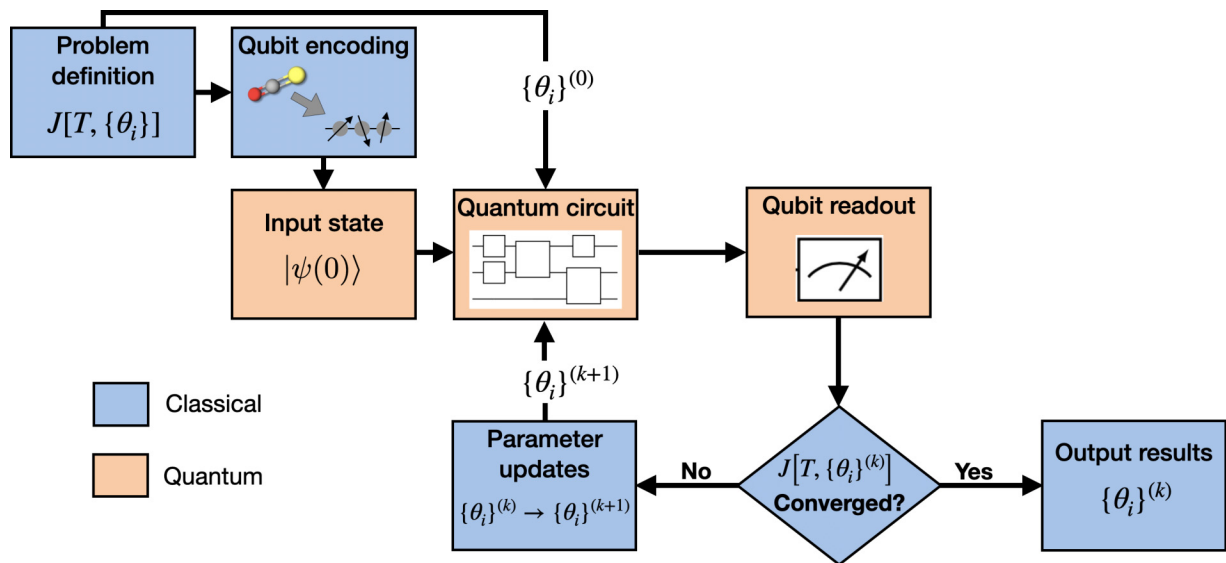 Problem
definition
J[T, {θᵢ}]
Qubit encoding
{θᵢ}⁽⁰⁾
Input state
|ψ(0)⟩
Quantum circuit
Qubit readout
{θᵢ}⁽ᵏ⁺¹⁾
Classical
Quantum
Parameter
updates
{θᵢ}⁽ᵏ⁾ → {θᵢ}⁽ᵏ⁺¹⁾
No
J[T, {θᵢ}⁽ᵏ⁾]
Converged?
Yes
Output results
{θᵢ}⁽ᵏ⁾